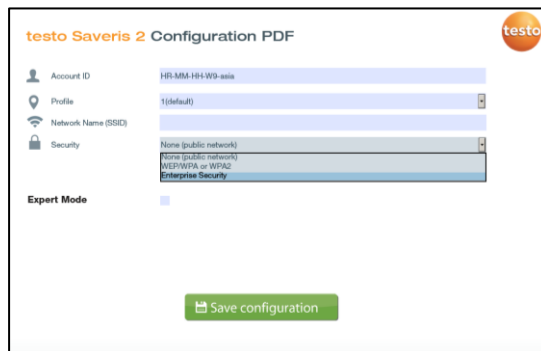 testo Saveris 2 Configuration PDF
testo
Account ID HR-MM-HH-W9-asia
Profile 1(default)
Network Name (SSID)
Security None (public network)
None (public network)
WEP/WPA or WPA2
Enterprise Security
Expert Mode
Save configuration